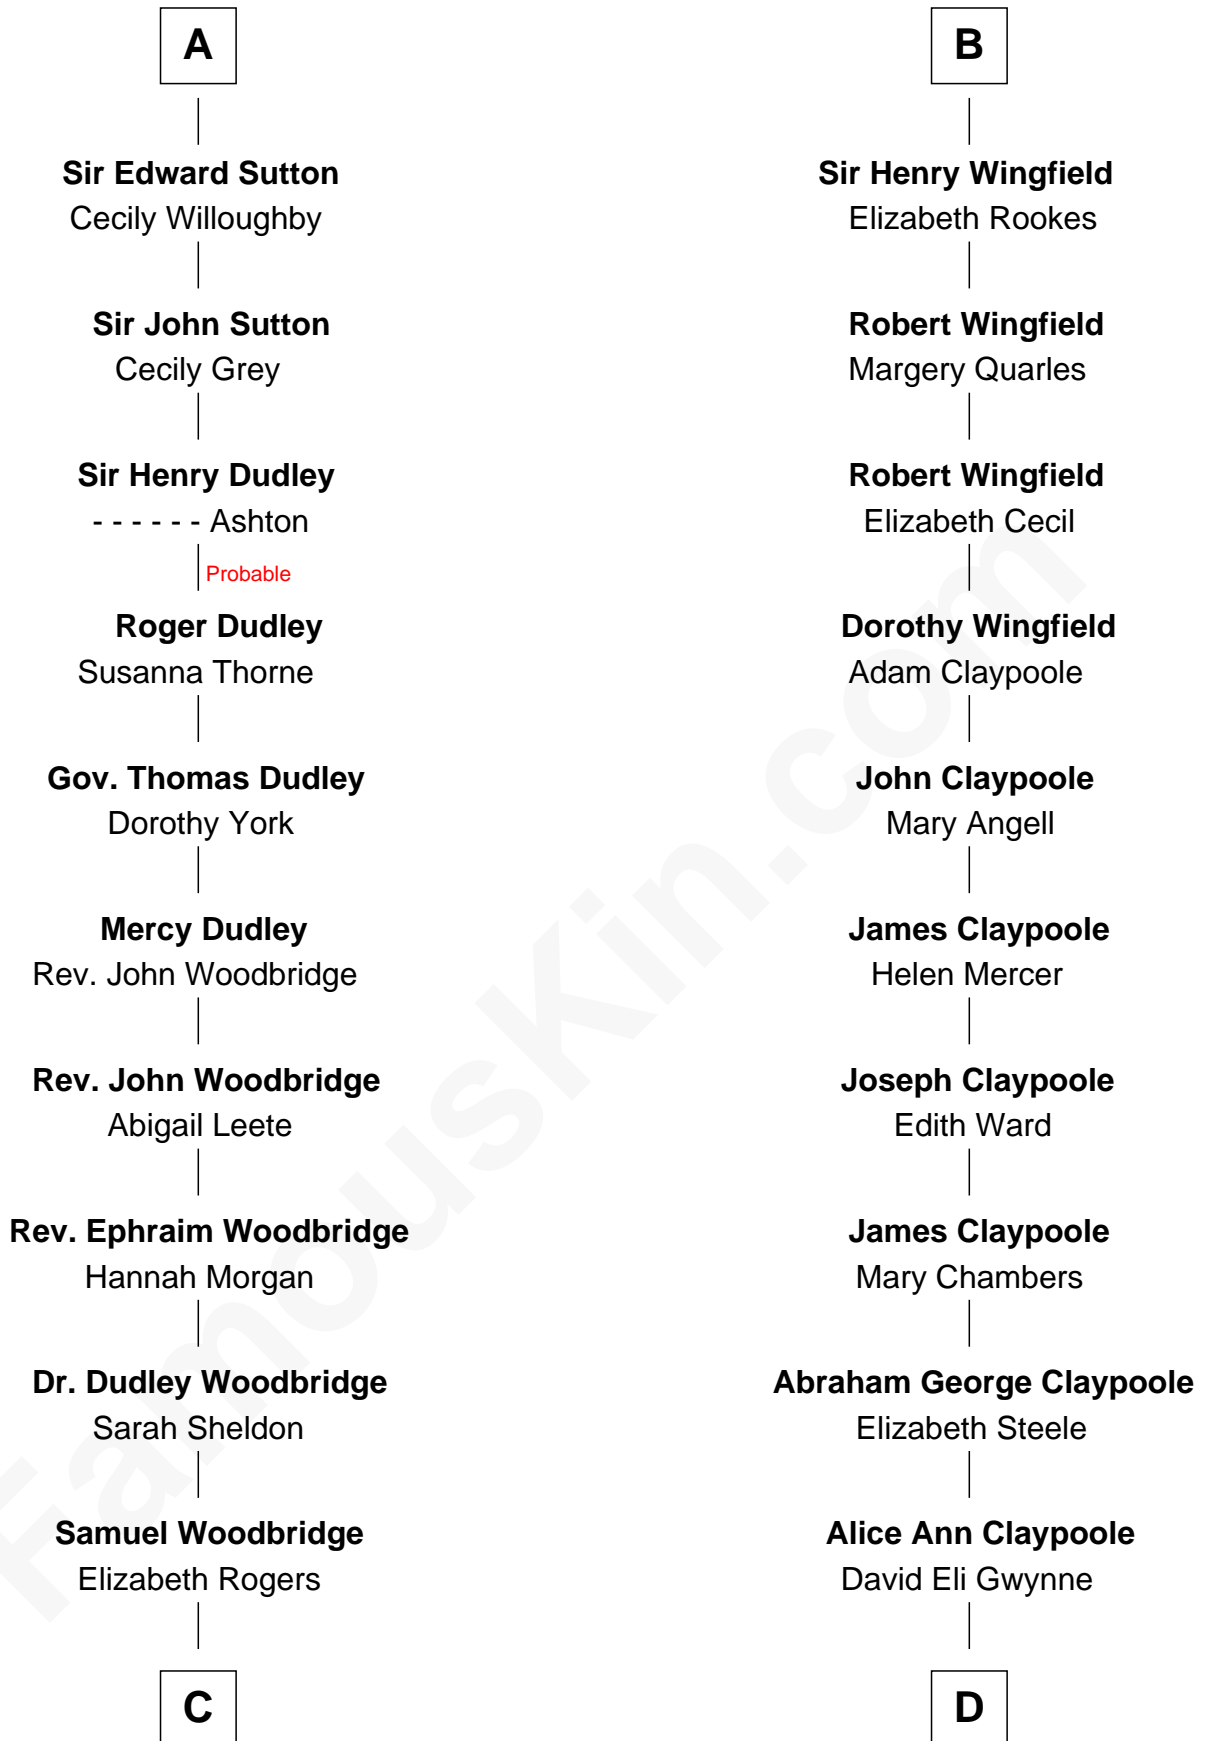 A
Sir Edward Sutton
Cecily Willoughby
Sir John Sutton
Cecily Grey
Sir Henry Dudley
- - - - - - Ashton
Probable
Roger Dudley
Susanna Thorne
Gov. Thomas Dudley
Dorothy York
Mercy Dudley
Rev. John Woodbridge
Rev. John Woodbridge
Abigail Leete
Rev. Ephraim Woodbridge
Hannah Morgan
Dr. Dudley Woodbridge
Sarah Sheldon
Samuel Woodbridge
Elizabeth Rogers
C
B
Sir Henry Wingfield
Elizabeth Rookes
Robert Wingfield
Margery Quarles
Robert Wingfield
Elizabeth Cecil
Dorothy Wingfield
Adam Claypoole
John Claypoole
Mary Angell
James Claypoole
Helen Mercer
Joseph Claypoole
Edith Ward
James Claypoole
Mary Chambers
Abraham George Claypoole
Elizabeth Steele
Alice Ann Claypoole
David Eli Gwynne
D
FamousKin.com